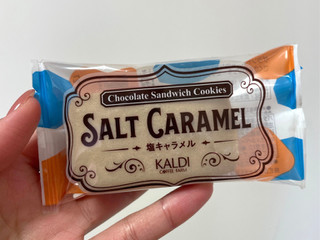 Chocolate Sandwich Cookies
SALT CARAMEL
塩キャラメル
KALDI
COFFEE FARM